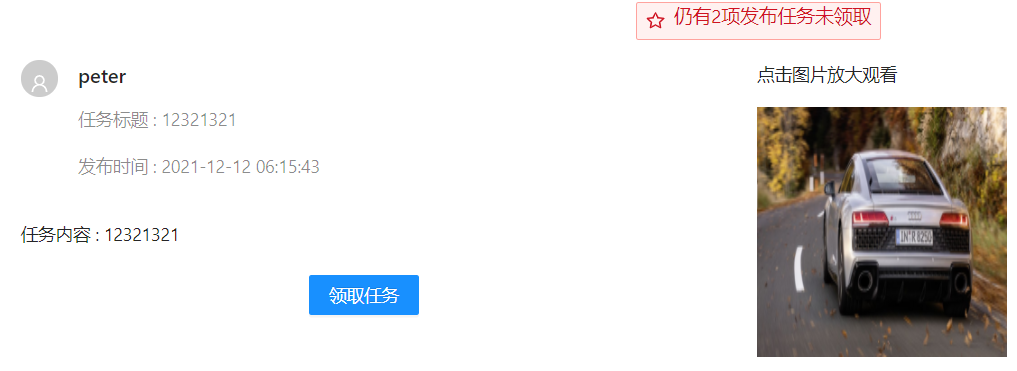 仍有2项发布任务未领取
peter
任务标题 : 12321321
发布时间 : 2021-12-12 06:15:43
任务内容 : 12321321
领取任务
点击图片放大观看
IN·R 8250